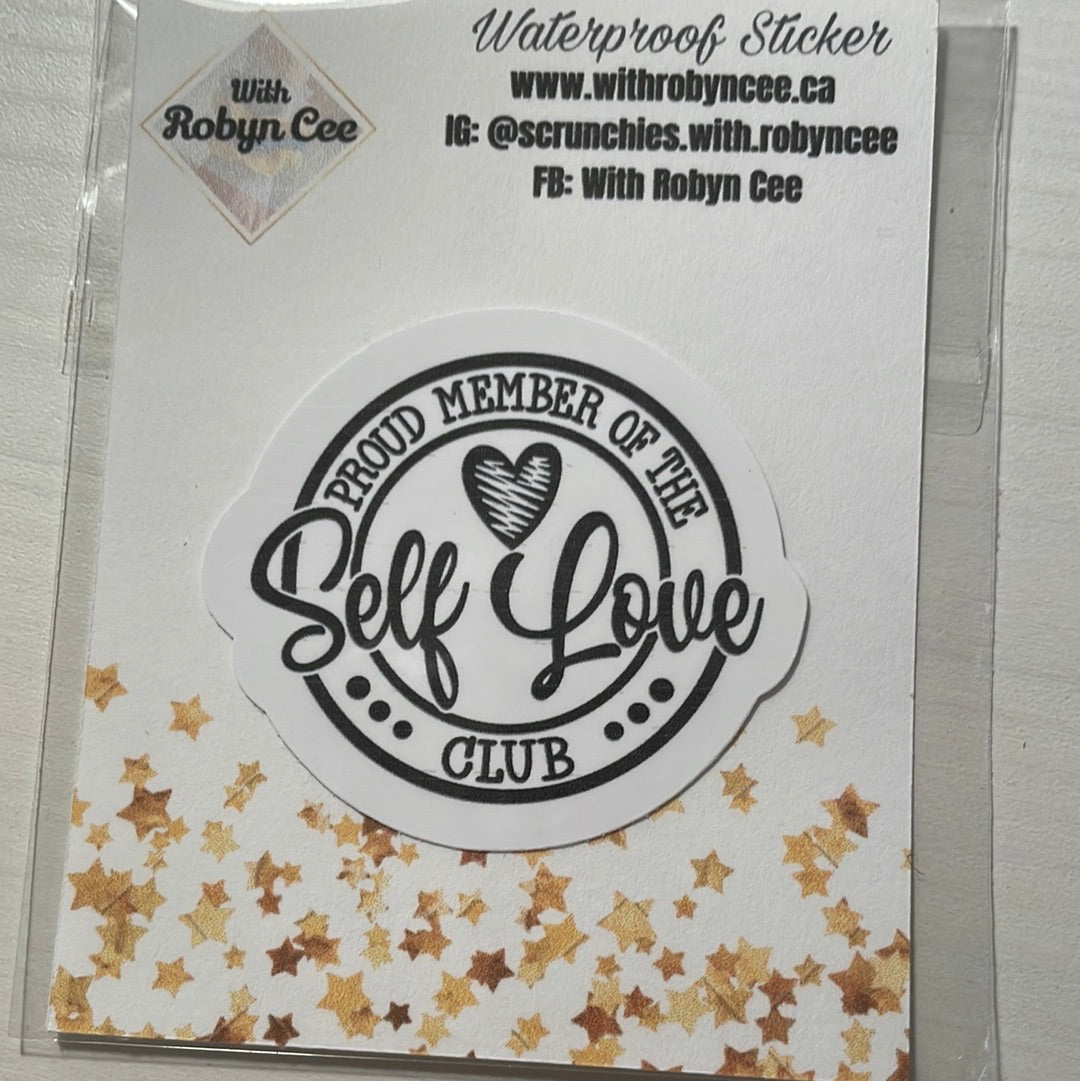 With
Robyn Cee
Waterproof Sticker
www.withrobyncee.ca
IG: @scrunchies.with.robyncee
FB: With Robyn Cee
PROUD MEMBER OF THE
Self Love
CLUB